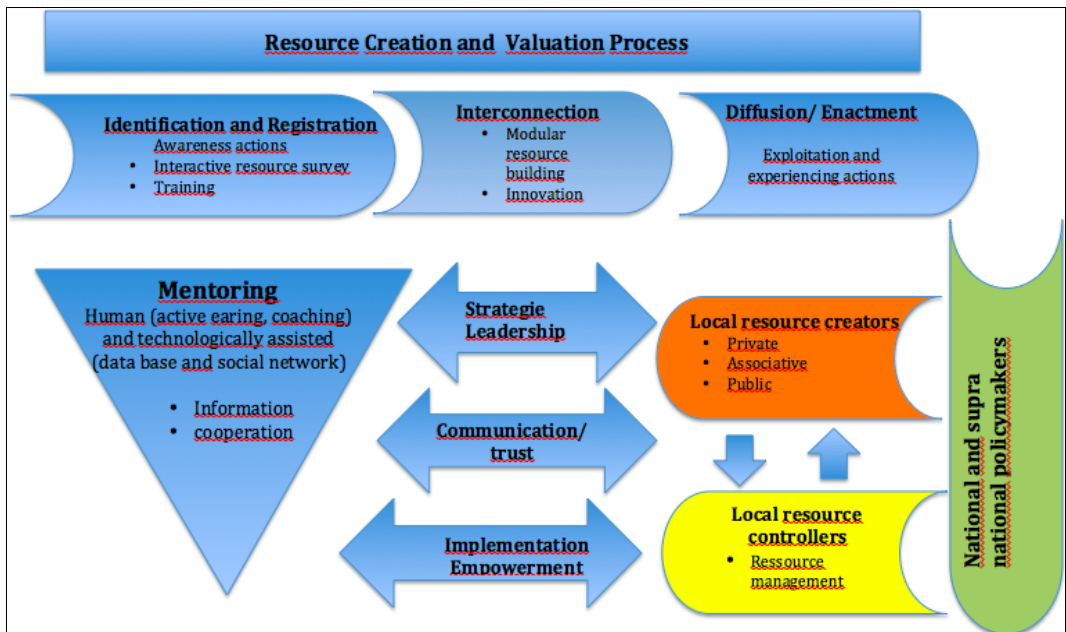 Resource Creation and Valuation Process
Identification and Registration
Awareness actions
• Interactive resource survey
• Training
Interconnection
• Modular
resource
building
• Innovation
Diffusion/ Enactment
Exploitation and
experiencing actions
Mentoring
Human (active earing, coaching)
and technologically assisted
(data base and social network)
• Information
• cooperation
Strategie
Leadership
Communication/
trust
Implementation
Empowerment
Local resource creators
• Private
• Associative
• Public
Local resource
controllers
• Ressource
management
National and supra
national policymakers